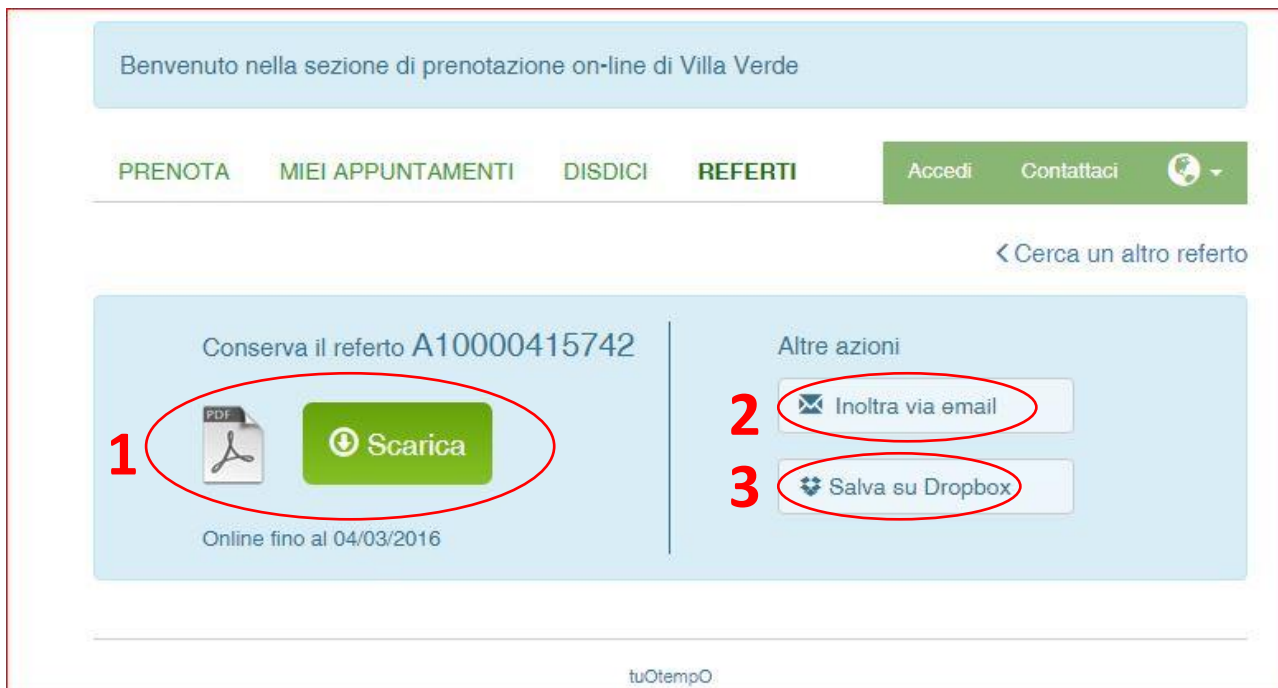 Benvenuto nella sezione di prenotazione on-line di Villa Verde
PRENOTA MIEI APPUNTAMENTI DISDICI REFERTI Accedi Contattaci
Cerca un altro referto
Conserva il referto A10000415742
1
PDF
Scarica
Online fino al 04/03/2016
Altre azioni
2 Inoltra via email
3 Salva su Dropbox
tuOtempO